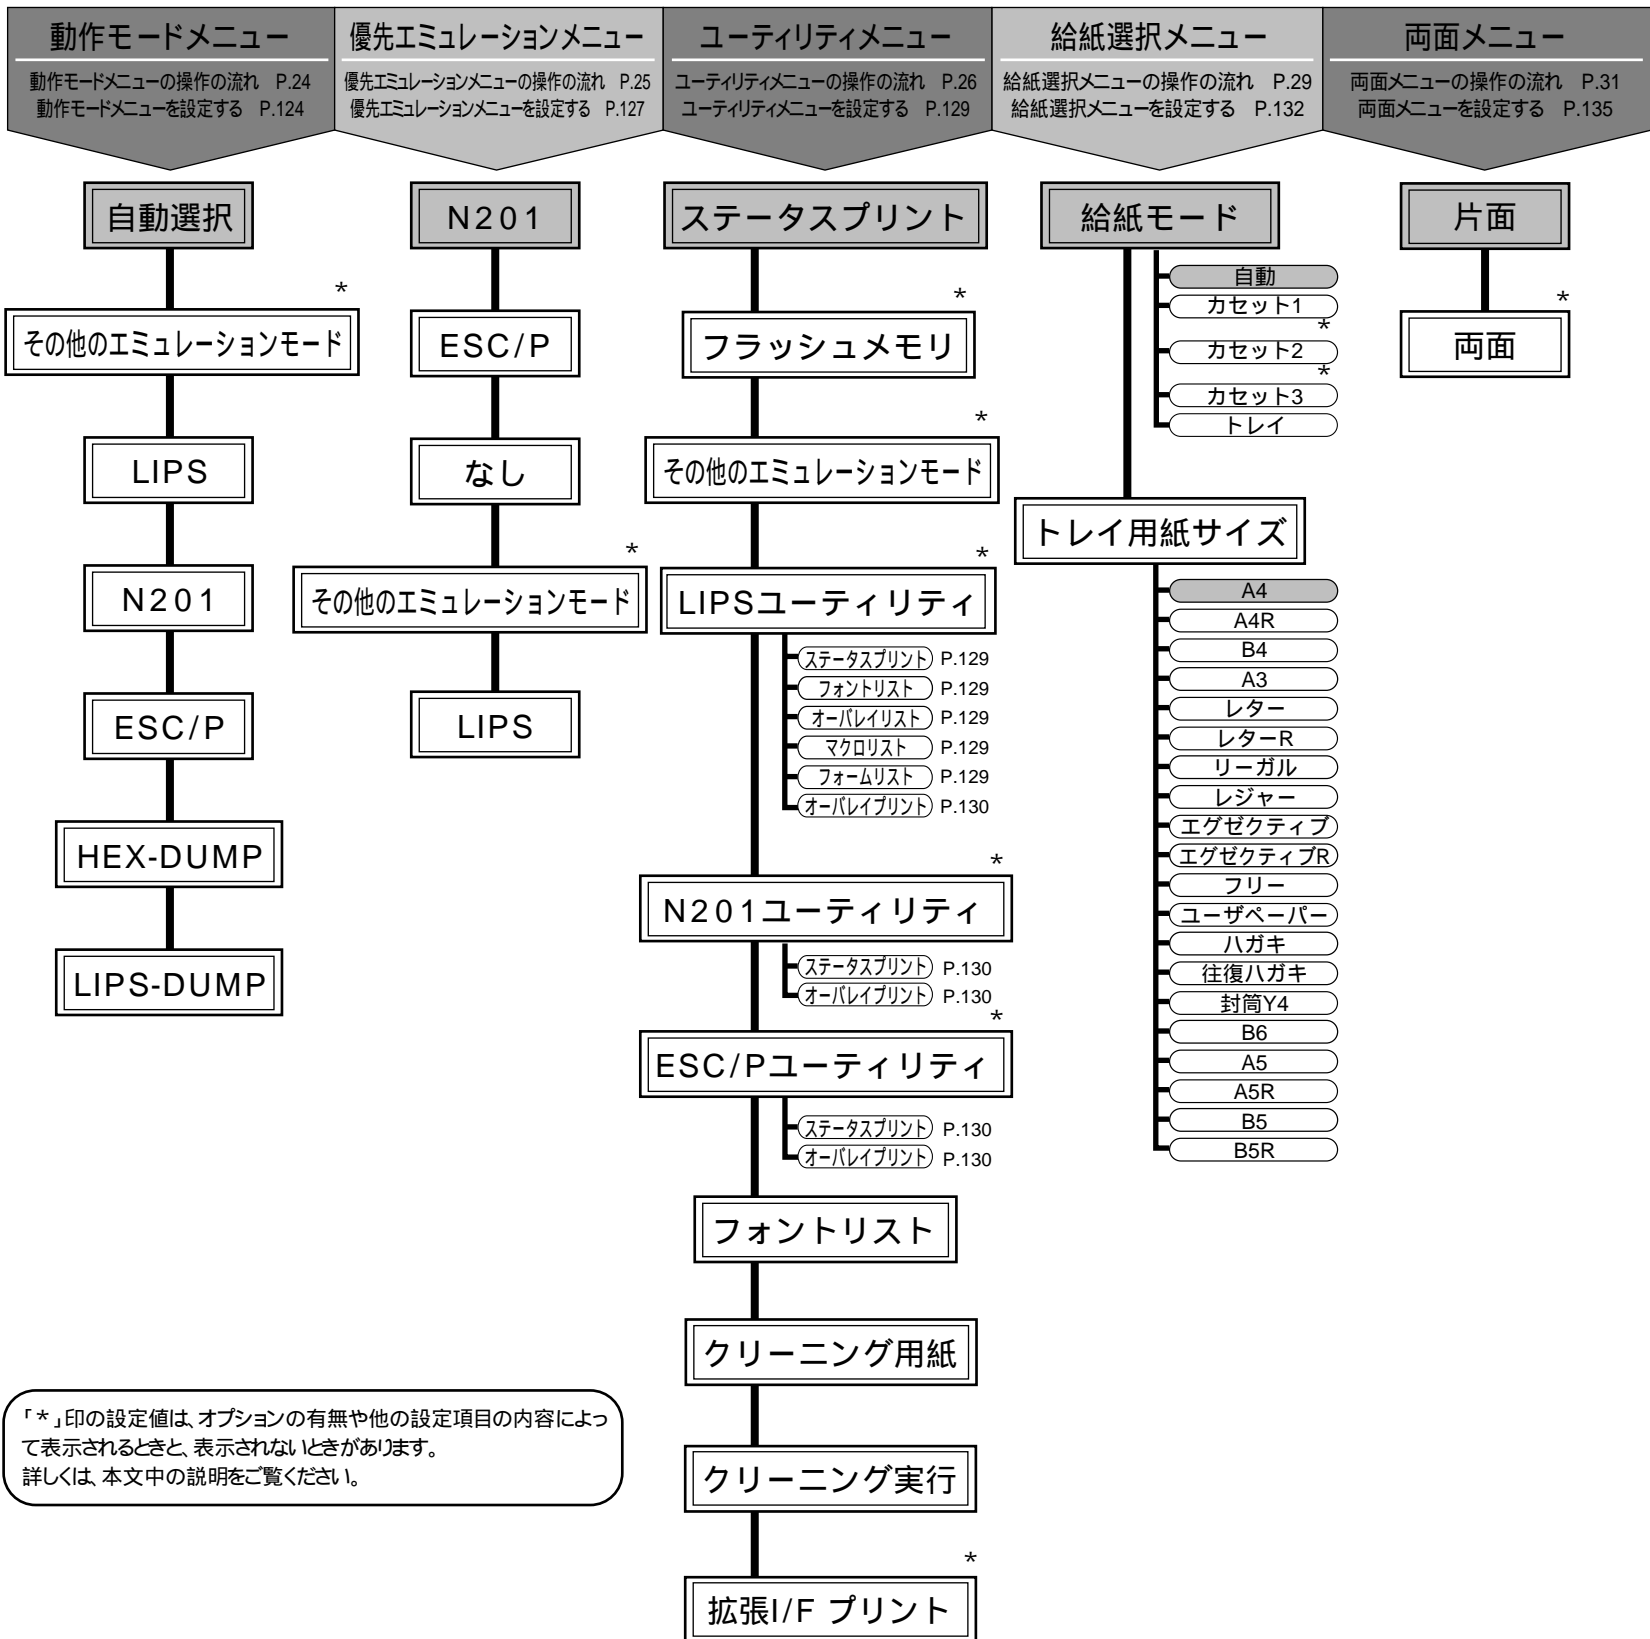 動作モードメニュー
動作モードメニューの操作の流れ P.24
動作モードメニューを設定する P.124
自動選択
*
その他のエミュレーションモード
LIPS
N201
ESC/P
HEX-DUMP
LIPS-DUMP
優先エミュレーションメニュー
優先エミュレーションメニューの操作の流れ P.25
優先エミュレーションメニューを設定する P.127
N201
ESC/P
なし
*
その他のエミュレーションモード
LIPS
ユーティリティメニュー
ユーティリティメニューの操作の流れ P.26
ユーティリティメニューを設定する P.129
ステータスプリント
*
フラッシュメモリ
*
その他のエミュレーションモード
*
LIPSユーティリティ
ステータスプリント P.129
フォントリスト P.129
オーバレイリスト P.129
マクロリスト P.129
フォームリスト P.129
オーバレイプリント P.130
*
N201ユーティリティ
ステータスプリント P.130
オーバレイプリント P.130
*
ESC/Pユーティリティ
ステータスプリント P.130
オーバレイプリント P.130
フォントリスト
クリーニング用紙
クリーニング実行
*
拡張I/F プリント
給紙選択メニュー
給紙選択メニューの操作の流れ P.29
給紙選択メニューを設定する P.132
給紙モード
自動
カセット1
*
カセット2
*
カセット3
トレイ
トレイ用紙サイズ
A4
A4R
B4
A3
レター
レターR
リーガル
レジャー
エグゼクティブ
エグゼクティブR
フリー
ユーザペーパー
ハガキ
往復ハガキ
封筒Y4
B6
A5
A5R
B5
B5R
両面メニュー
両面メニューの操作の流れ P.31
両面メニューを設定する P.135
片面
*
両面
「*」印の設定値は、オプションの有無や他の設定項目の内容によっ
て表示されるときと、表示されないときがあります。
詳しくは、本文中の説明をご覧ください。